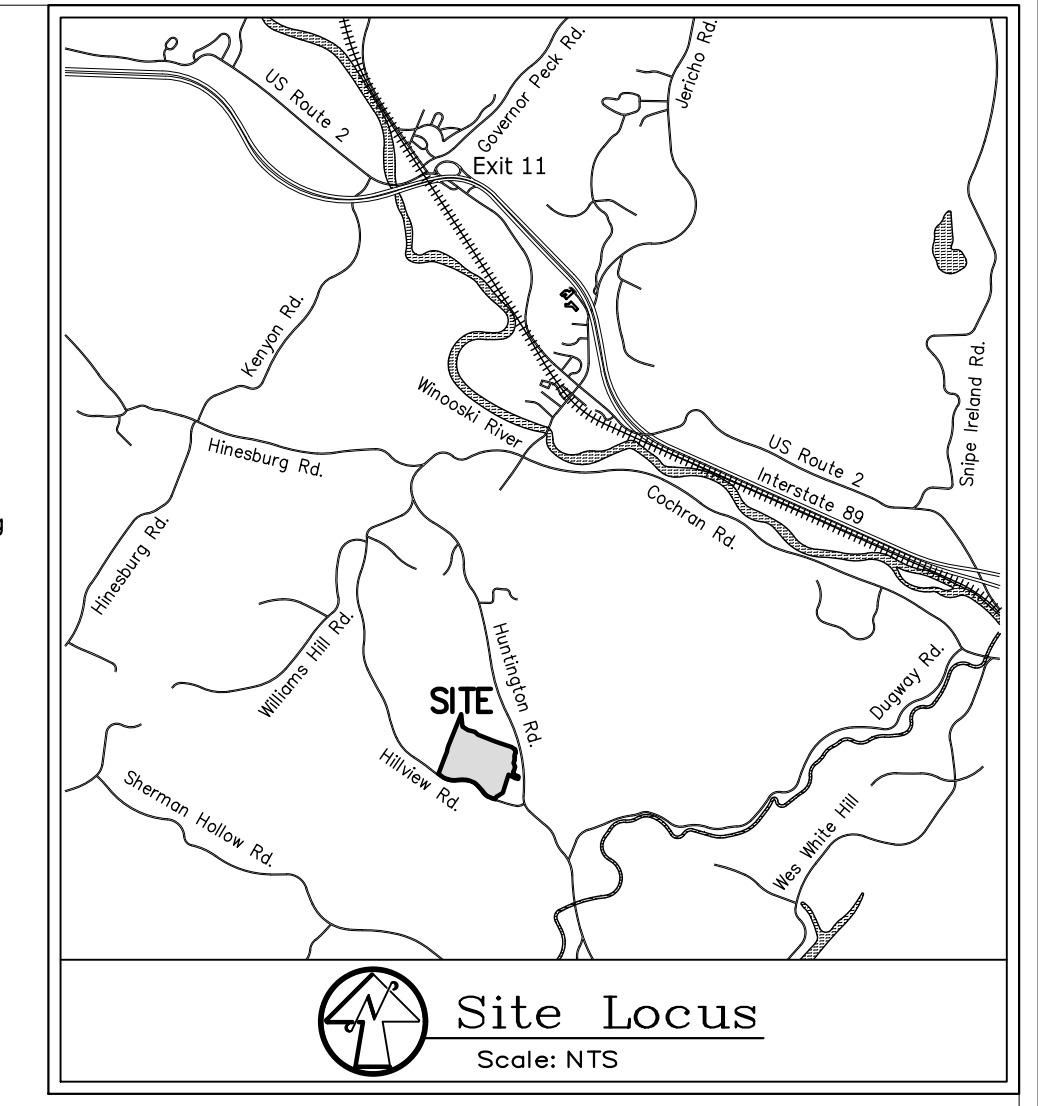 US Route 2
Governor Peck Rd.
Jericho Rd.
Exit 11
Kenyon Rd.
Winooski River
Snipe Ireland Rd.
US Route 2
Interstate 89
Hinesburg Rd.
Cochran Rd.
Hinesburg Rd.
Williams Hill Rd.
Huntington Rd.
Dugway Rd.
SITE
Hillview Rd.
Sherman Hollow Rd.
Wes White Hill
N
Site Locus
Scale: NTS